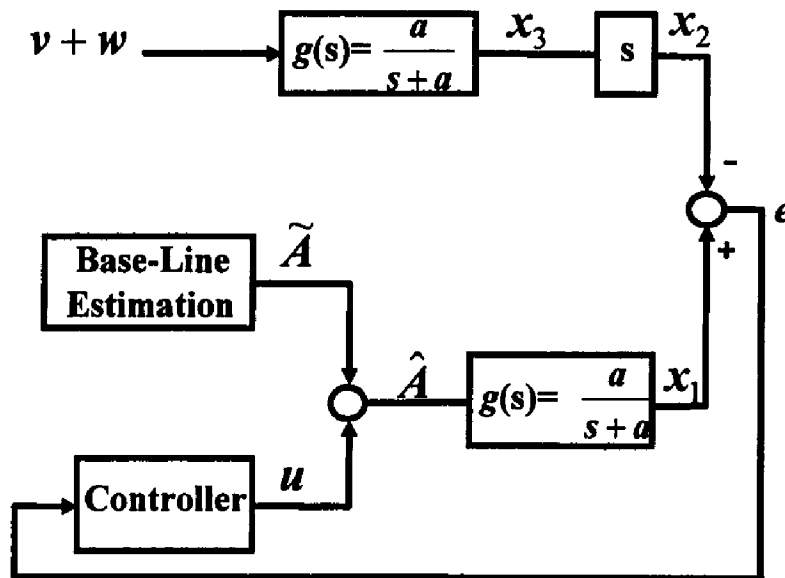 v + w
g(s)= a / s + a
x₃
s
x₂
-
e
+
Base-Line
Estimation
Ã
Â
g(s)= a / s + a
x₁
Controller
u